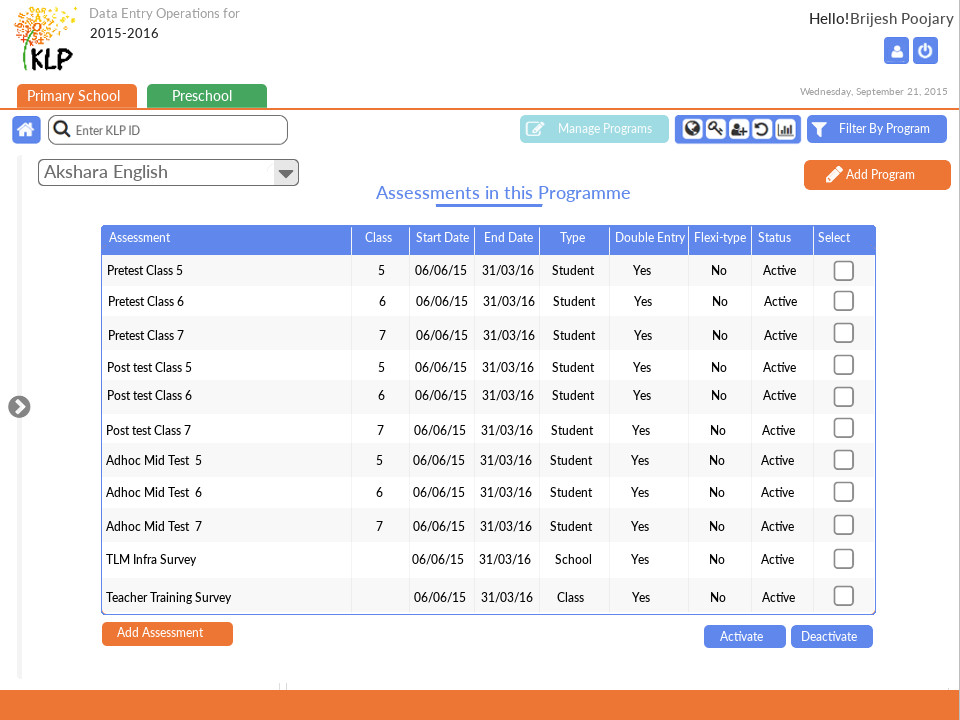 Data Entry Operations for
2015-2016
Hello!Brijesh Poojary
KLP
Primary School Preschool
Wednesday, September 21, 2015
Enter KLP ID Manage Programs Filter By Program
Akshara English Add Program
Assessments in this Programme
Assessment Class Start Date End Date Type Double Entry Flexi-type Status Select
Pretest Class 5 5 06/06/15 31/03/16 Student Yes No Active
Pretest Class 6 6 06/06/15 31/03/16 Student Yes No Active
Pretest Class 7 7 06/06/15 31/03/16 Student Yes No Active
Post test Class 5 5 06/06/15 31/03/16 Student Yes No Active
Post test Class 6 6 06/06/15 31/03/16 Student Yes No Active
Post test Class 7 7 06/06/15 31/03/16 Student Yes No Active
Adhoc Mid Test 5 5 06/06/15 31/03/16 Student Yes No Active
Adhoc Mid Test 6 6 06/06/15 31/03/16 Student Yes No Active
Adhoc Mid Test 7 7 06/06/15 31/03/16 Student Yes No Active
TLM Infra Survey 06/06/15 31/03/16 School Yes No Active
Teacher Training Survey 06/06/15 31/03/16 Class Yes No Active
Add Assessment Activate Deactivate